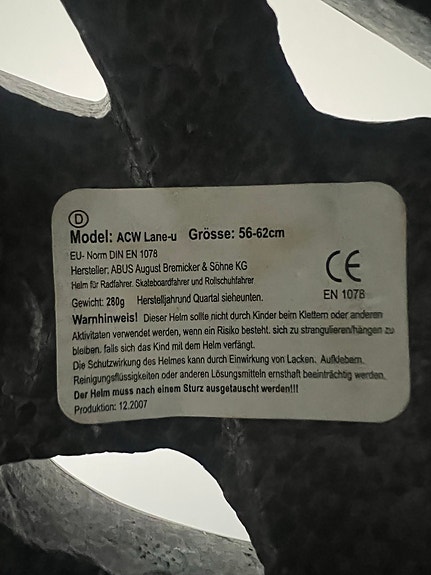 D
Model: ACW Lane-u Grösse: 56-62cm
EU- Norm DIN EN 1078
Hersteller: ABUS August Bremicker & Söhne KG
Helm für Radfahrer, Skateboardfahrer und Rollschuhfahrer
Gewicht: 280g Herstelljahrund Quartal sieheunten.
CE
EN 1078
Warnhinweis! Dieser Helm sollte nicht durch Kinder beim Klettern oder anderen
Aktivitäten verwendet werden, wenn ein Risiko besteht, sich zu strangulieren/hängen zu
bleiben, falls sich das Kind mit dem Helm verfängt.
Die Schutzwirkung des Helmes kann durch Einwirkung von Lacken, Aufklebern,
Reinigungsflüssigkeiten oder anderen Lösungsmitteln ernsthaft beeinträchtig werden.
Der Helm muss nach einem Sturz ausgetauscht werden!!!
Produktion: 12.2007